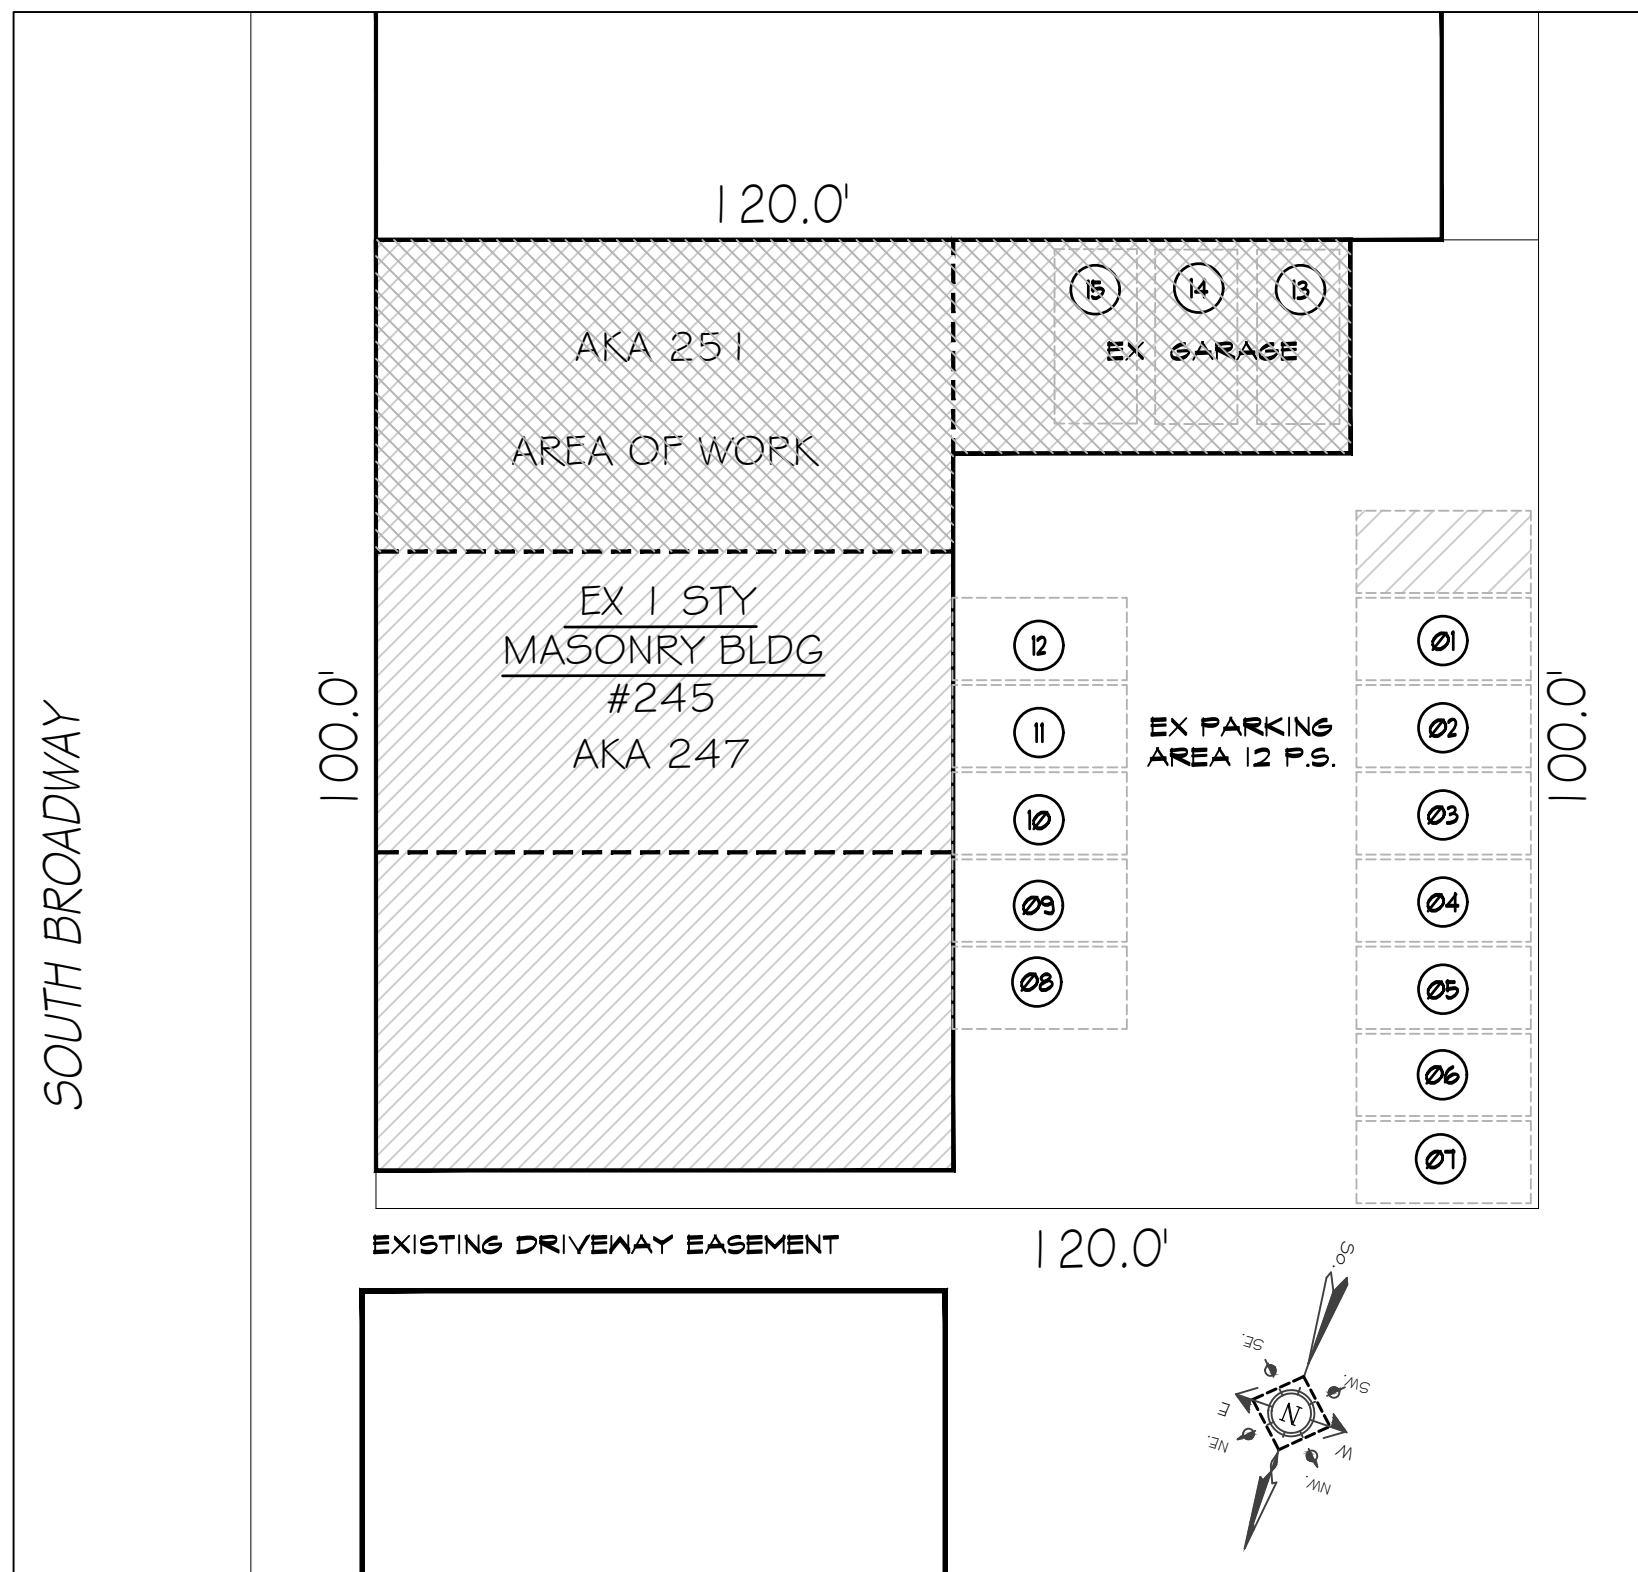 120.0'
15
14
13
EX GARAGE
AKA 251
AREA OF WORK
EX 1 STY
MASONRY BLDG
#245
AKA 247
SOUTH BROADWAY
100.0'
12
11
10
09
08
EX PARKING
AREA 12 P.S.
01
02
03
04
05
06
07
100.0'
EXISTING DRIVEWAY EASEMENT
120.0'
So.
SE.
SW.
E
N
W
NE.
NW.